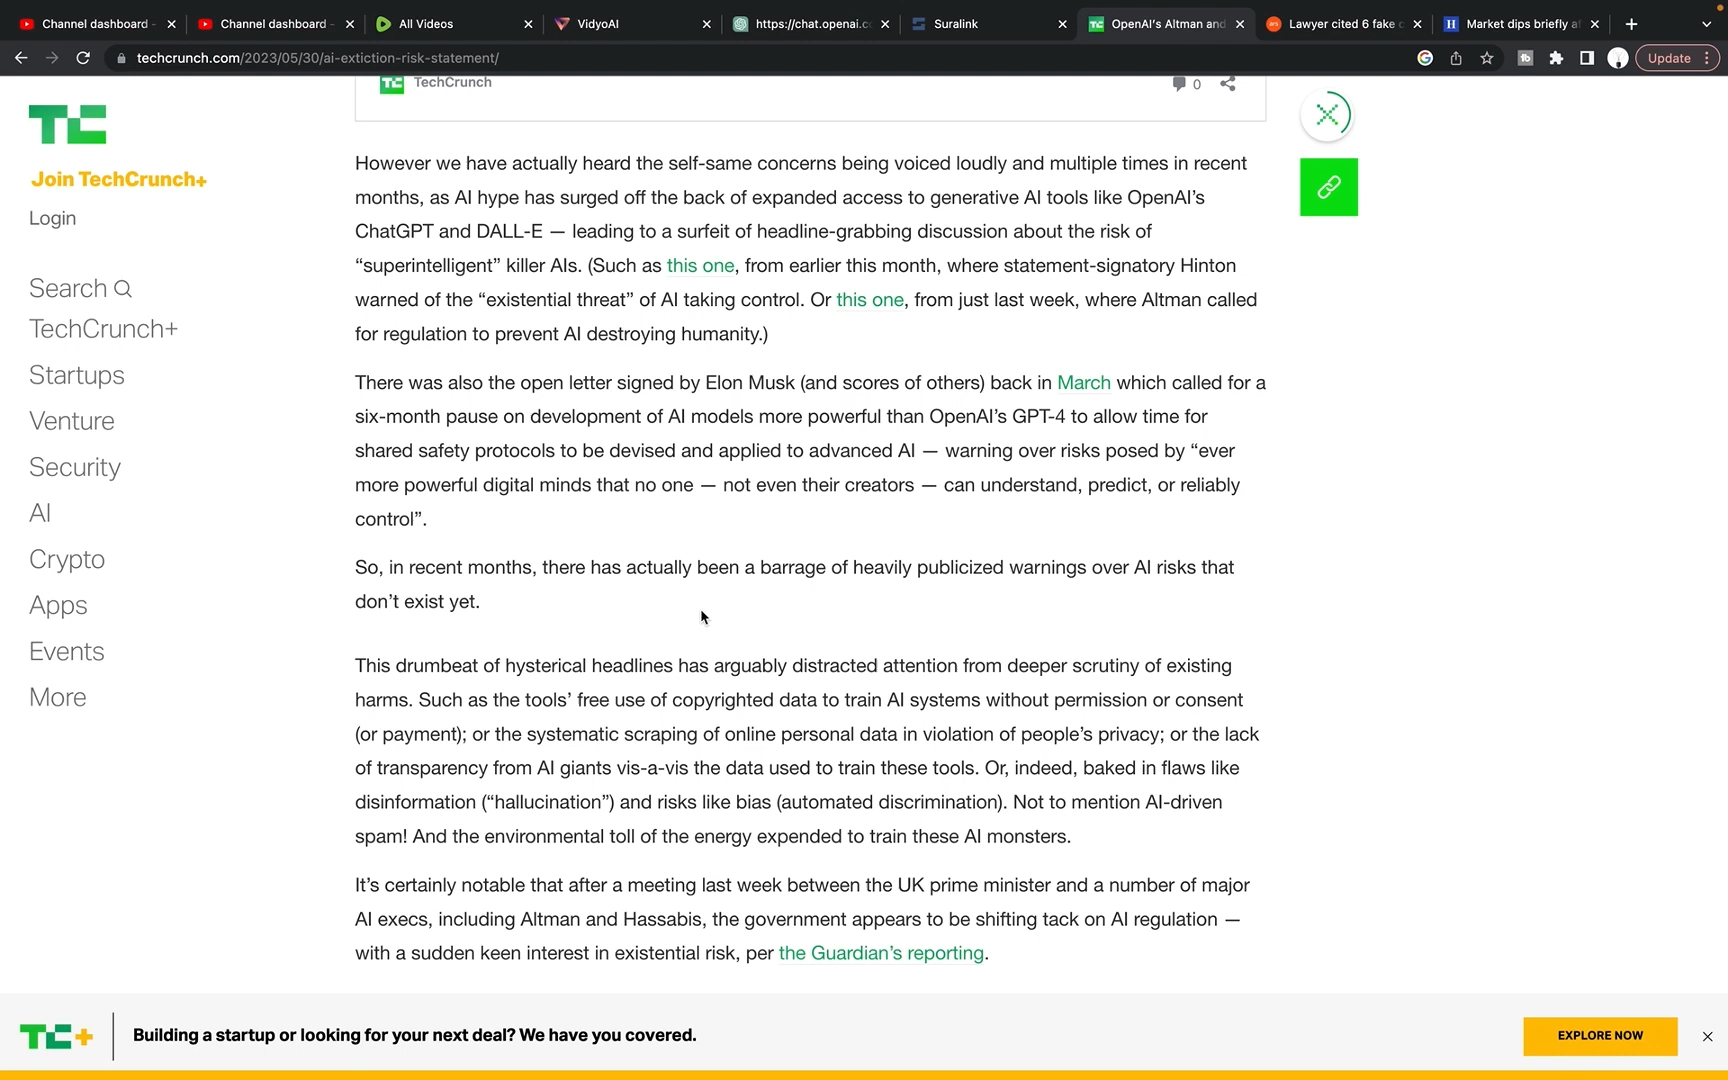 Channel dashboard -
Channel dashboard -
All Videos
VidyoAI
https://chat.openai.c
Suralink
OpenAI's Altman and
Lawyer cited 6 fake c
Market dips briefly a
techcrunch.com/2023/05/30/ai-extiction-risk-statement/
Update
TC
Join TechCrunch+
Login
Search
TechCrunch+
Startups
Venture
Security
AI
Crypto
Apps
Events
More
TC TechCrunch
0
However we have actually heard the self-same concerns being voiced loudly and multiple times in recent
months, as AI hype has surged off the back of expanded access to generative AI tools like OpenAI’s
ChatGPT and DALL-E — leading to a surfeit of headline-grabbing discussion about the risk of
“superintelligent” killer AIs. (Such as this one, from earlier this month, where statement-signatory Hinton
warned of the “existential threat” of AI taking control. Or this one, from just last week, where Altman called
for regulation to prevent AI destroying humanity.)
There was also the open letter signed by Elon Musk (and scores of others) back in March which called for a
six-month pause on development of AI models more powerful than OpenAI’s GPT-4 to allow time for
shared safety protocols to be devised and applied to advanced AI — warning over risks posed by “ever
more powerful digital minds that no one — not even their creators — can understand, predict, or reliably
control”.
So, in recent months, there has actually been a barrage of heavily publicized warnings over AI risks that
don’t exist yet.
This drumbeat of hysterical headlines has arguably distracted attention from deeper scrutiny of existing
harms. Such as the tools’ free use of copyrighted data to train AI systems without permission or consent
(or payment); or the systematic scraping of online personal data in violation of people’s privacy; or the lack
of transparency from AI giants vis-a-vis the data used to train these tools. Or, indeed, baked in flaws like
disinformation (“hallucination”) and risks like bias (automated discrimination). Not to mention AI-driven
spam! And the environmental toll of the energy expended to train these AI monsters.
It’s certainly notable that after a meeting last week between the UK prime minister and a number of major
AI execs, including Altman and Hassabis, the government appears to be shifting tack on AI regulation —
with a sudden keen interest in existential risk, per the Guardian’s reporting.
TC+
Building a startup or looking for your next deal? We have you covered.
EXPLORE NOW